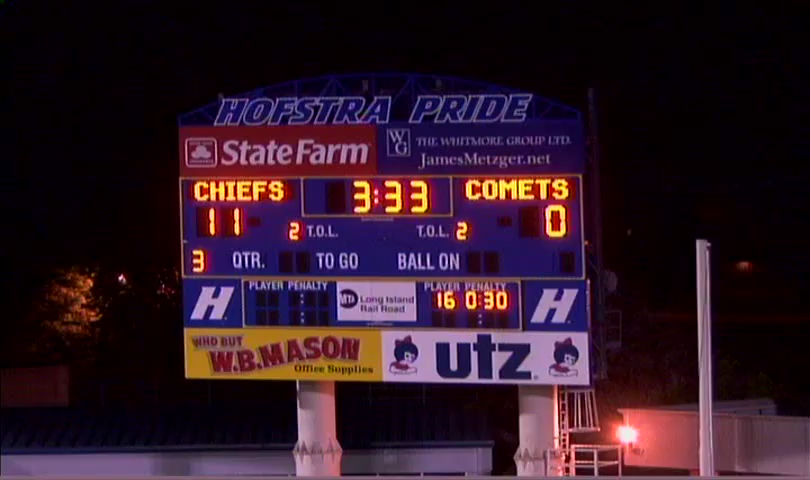 HOFSTRA PRIDE
State Farm
WG THE WHITMORE GROUP LTD.
JamesMetzger.net
CHIEFS 3:33 COMETS
11 2 T.O.L. T.O.L. 2 0
3 QTR. TO GO BALL ON
PLAYER PENALTY PLAYER PENALTY
H MTA Long Island Rail Road 16 0:30 H
WHO BUT
W.B. MASON
Office Supplies
utz